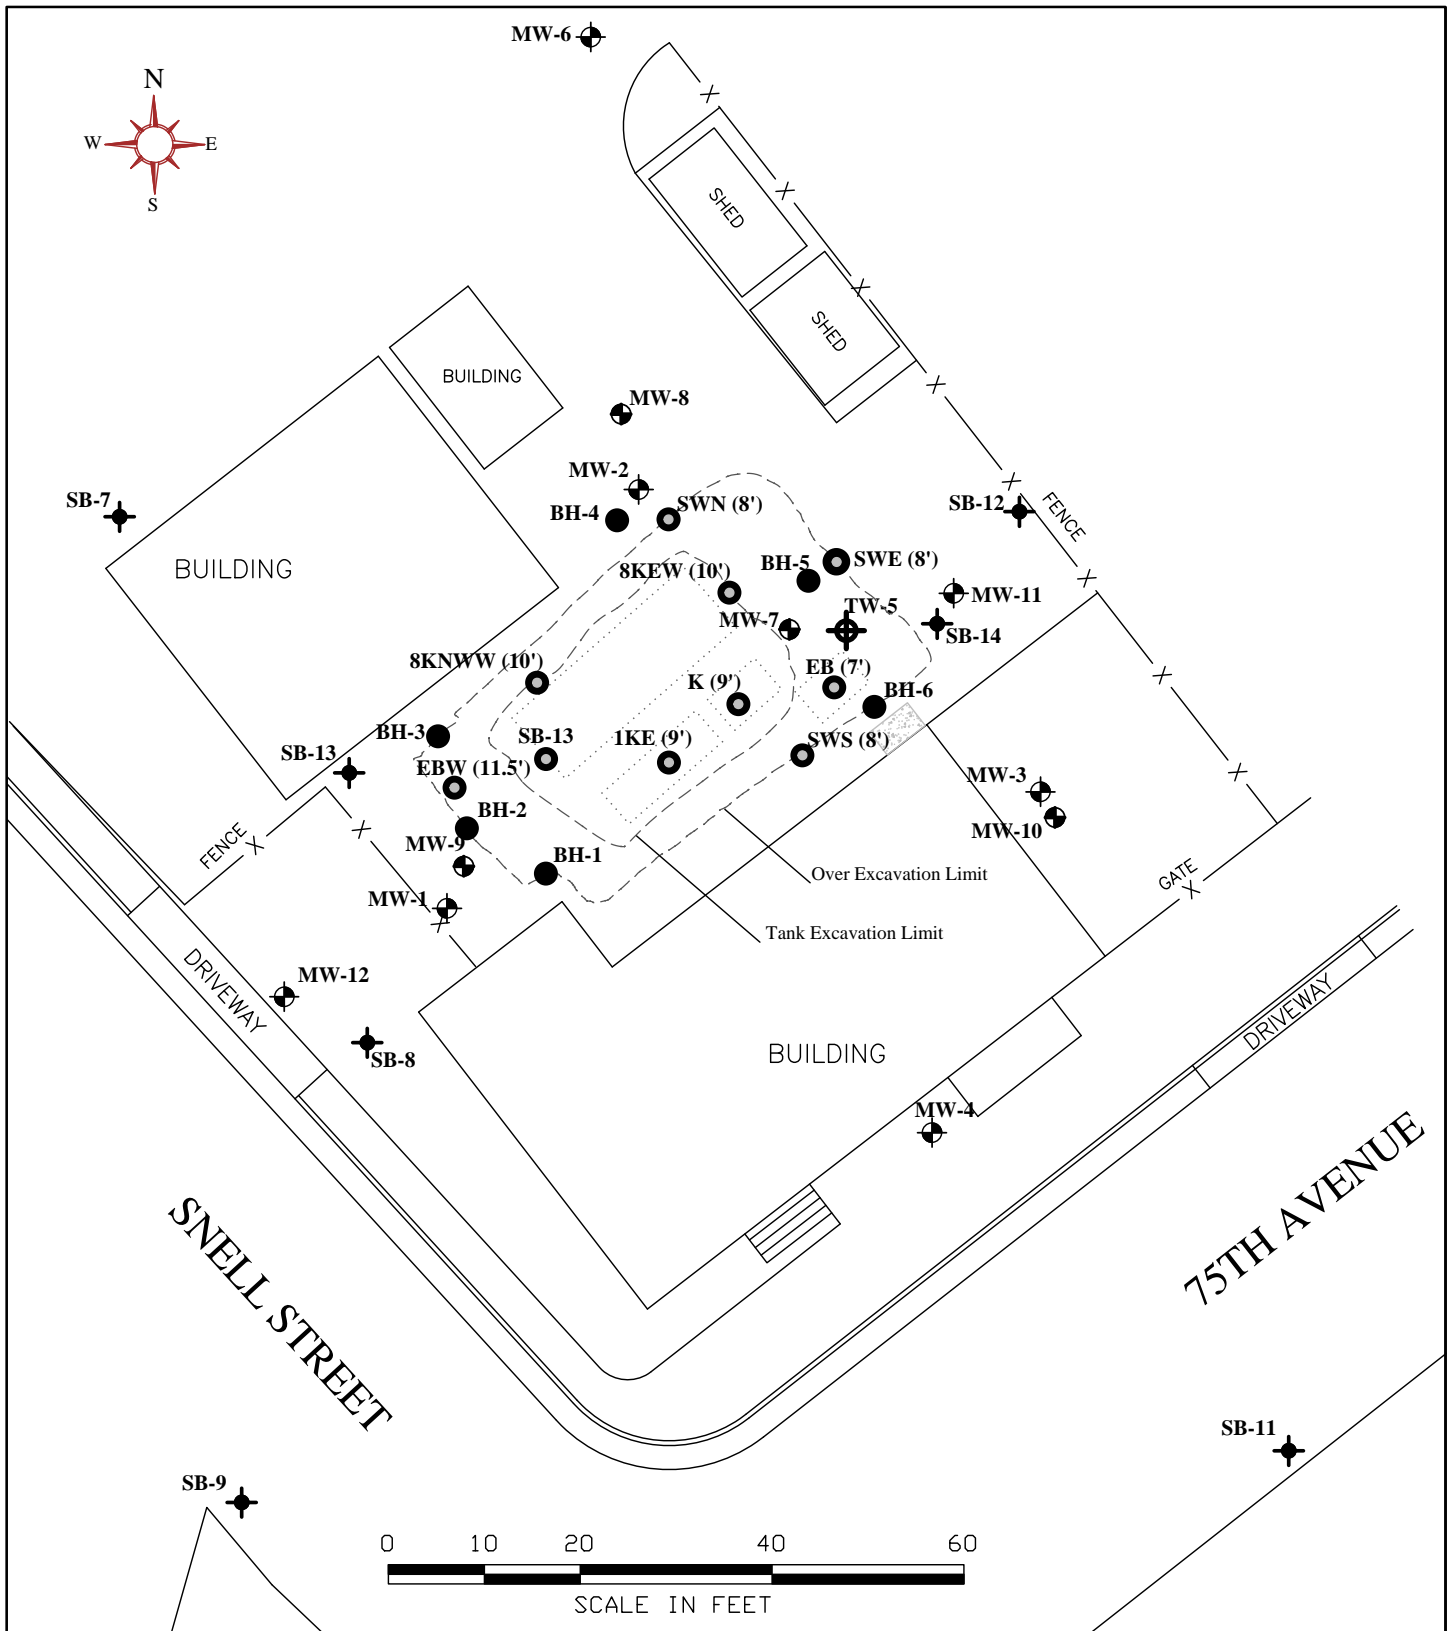 MW-6
N
W
E
S
SHED
SHED
BUILDING
MW-8
MW-2
SB-7
BH-4
SWN (8')
SB-12
FENCE
BUILDING
8KEW (10')
BH-5
SWE (8')
MW-11
TW-5
MW-7
SB-14
8KNWW (10')
EB (7')
K (9')
BH-6
BH-3
SB-13
1KE (9')
SWS (8')
SB-13
EBW (11.5')
MW-3
BH-2
MW-10
FENCE
MW-9
BH-1
Over Excavation Limit
GATE
MW-1
Tank Excavation Limit
MW-12
DRIVEWAY
DRIVEWAY
SB-8
BUILDING
MW-4
SNELL STREET
75TH AVENUE
SB-11
SB-9
0 10 20 40 60
SCALE IN FEET